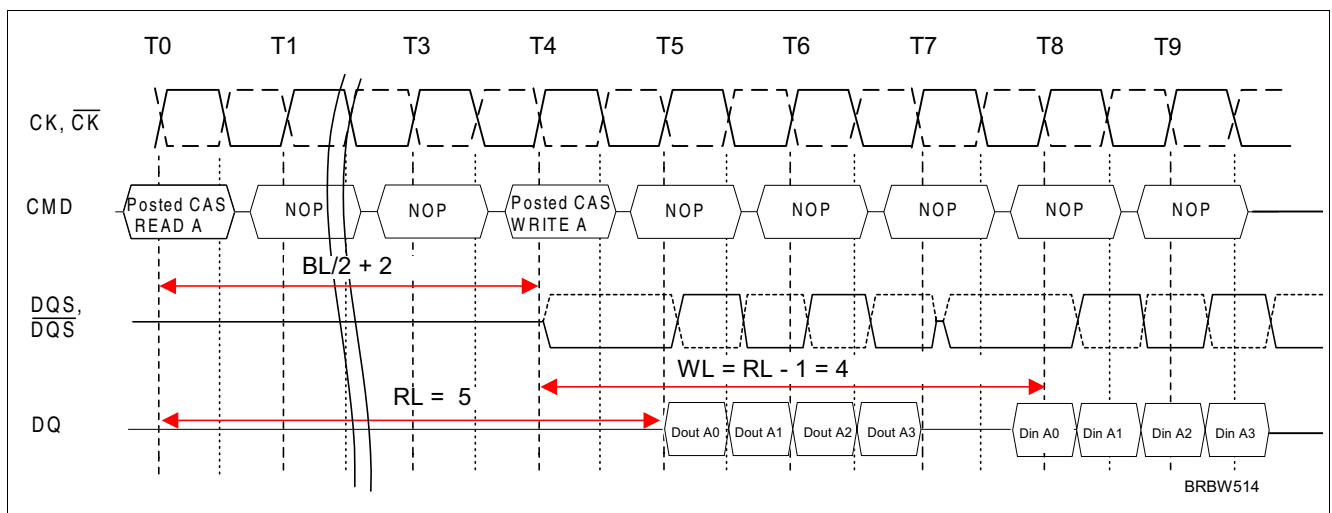 T0 T1 T3 T4 T5 T6 T7 T8 T9
CK, CK
CMD
Posted CAS
READ A
NOP
NOP
Posted CAS
WRITE A
NOP
NOP
NOP
NOP
NOP
BL/2 + 2
DQS,
DQS
WL = RL - 1 = 4
RL = 5
DQ
Dout A0 Dout A1 Dout A2 Dout A3 Din A0 Din A1 Din A2 Din A3
BRBW514